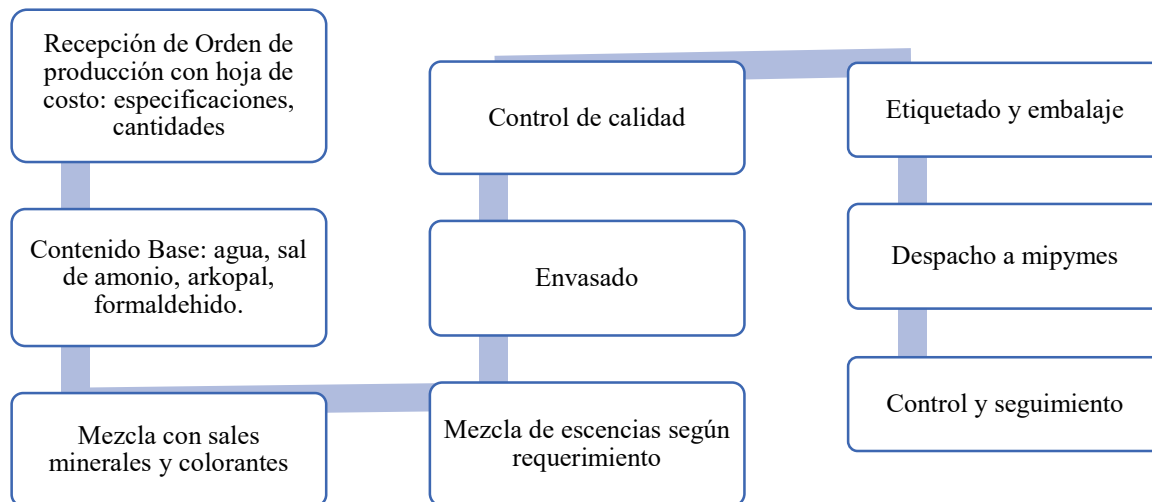 Recepción de Orden de
producción con hoja de
costo: especificaciones,
cantidades
Contenido Base: agua, sal
de amonio, arkopal,
formaldehido.
Mezcla con sales
minerales y colorantes
Mezcla de escencias según
requerimiento
Envasado
Control de calidad
Etiquetado y embalaje
Despacho a mipymes
Control y seguimiento